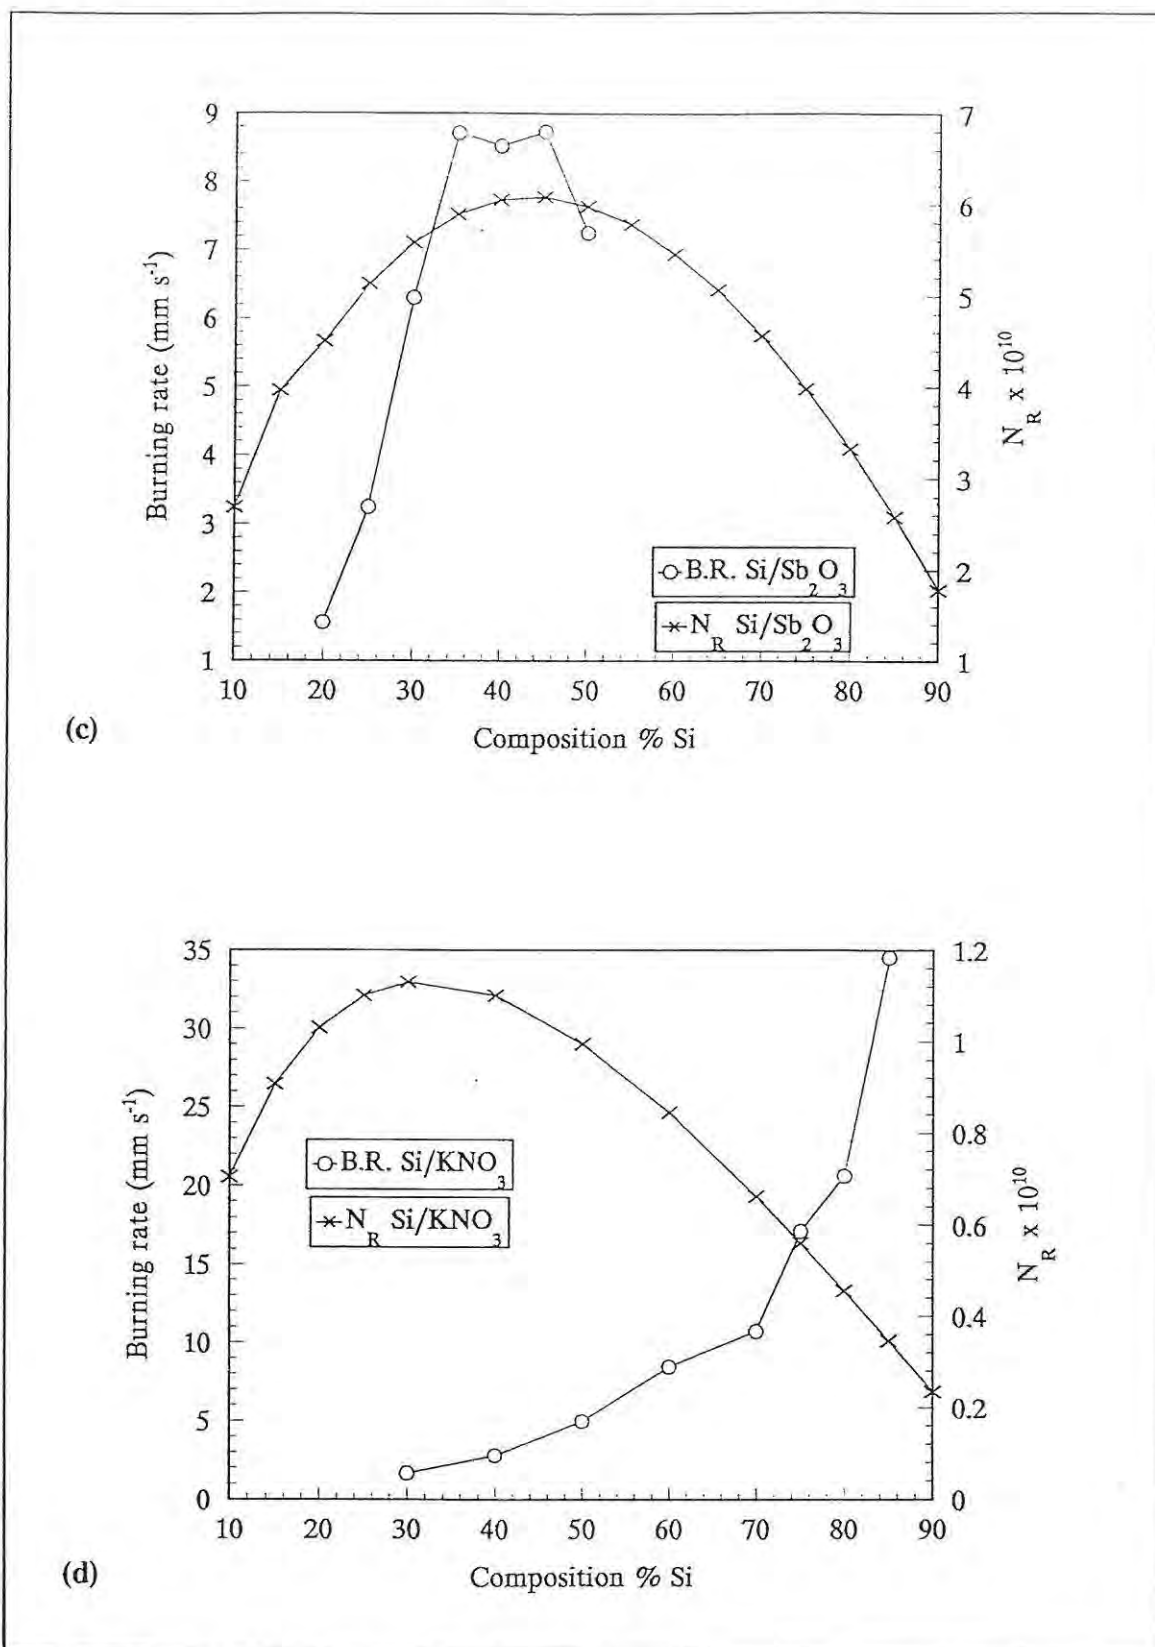 9
8
7
6
5
4
3
2
1
Burning rate (mm s⁻¹)
7
6
5
4
3
2
1
N_R x 10¹⁰
B.R. Si/Sb₂O₃
N_R Si/Sb₂O₃
10 20 30 40 50 60 70 80 90
(c)
Composition % Si
35
30
25
20
15
10
5
0
Burning rate (mm s⁻¹)
1.2
1
0.8
0.6
0.4
0.2
0
N_R x 10¹⁰
B.R. Si/KNO₃
N_R Si/KNO₃
10 20 30 40 50 60 70 80 90
(d)
Composition % Si